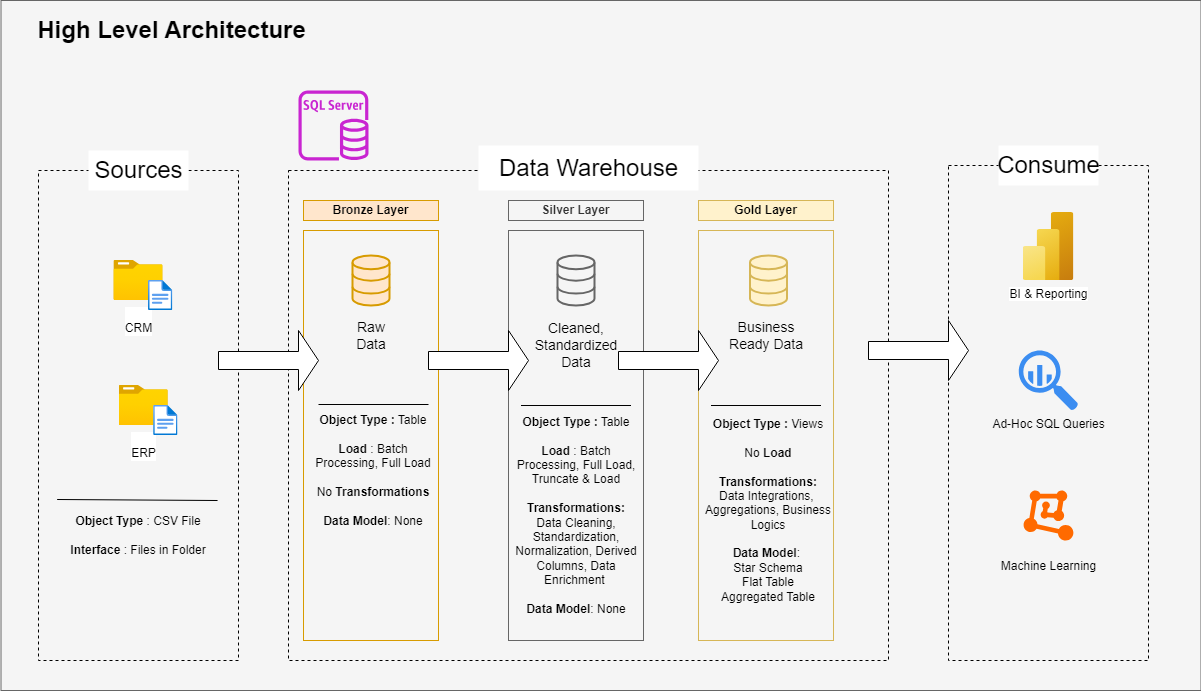 High Level Architecture
SQL Server
Sources
Data Warehouse
Consume
CRM
ERP
Object Type : CSV File
Interface : Files in Folder
Bronze Layer
Raw
Data
Object Type : Table
Load : Batch
Processing, Full Load
No Transformations
Data Model: None
Silver Layer
Cleaned,
Standardized
Data
Object Type : Table
Load : Batch
Processing, Full Load,
Truncate & Load
Transformations:
Data Cleaning,
Standardization,
Normalization, Derived
Columns, Data
Enrichment
Data Model: None
Gold Layer
Business
Ready Data
Object Type : Views
No Load
Transformations:
Data Integrations,
Aggregations, Business
Logics
Data Model:
Star Schema
Flat Table
Aggregated Table
BI & Reporting
Ad-Hoc SQL Queries
Machine Learning